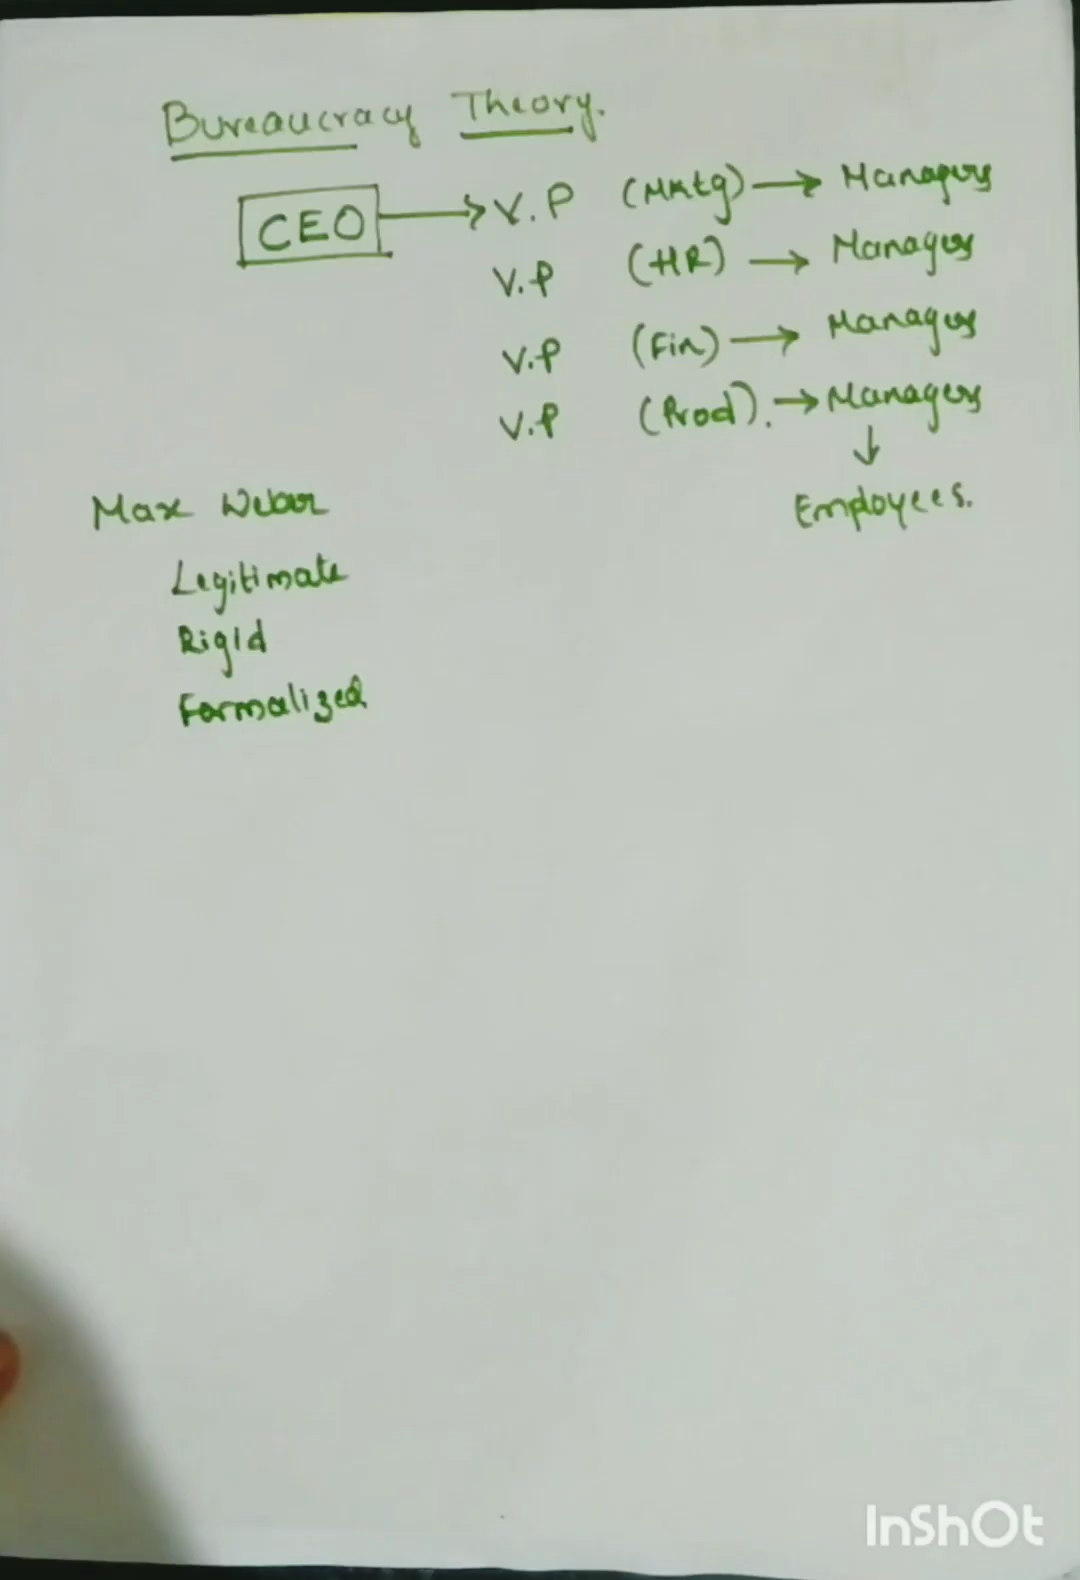 Bureaucracy Theory.
CEO → V.P (Mktg) → Managers
V.P (HR) → Managers
V.P (Fin) → Managers
V.P (Prod). → Managers
↓
Employees.
Max Weber
Legitimate
Rigid
Formalized
InShOt